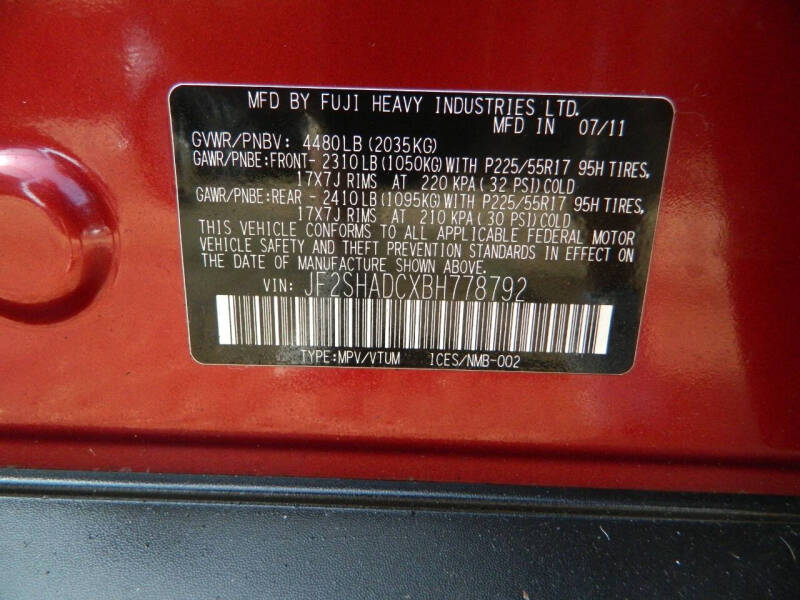 MFD BY FUJI HEAVY INDUSTRIES LTD.
MFD IN 07/11
GVWR/PNBV: 4480LB (2035KG)
GAWR/PNBE:FRONT- 2310LB (1050KG) WITH P225/55R17 95H TIRES,
17X7J RIMS AT 220 KPA ( 32 PSI) COLD
GAWR/PNBE:REAR - 2410LB (1095KG) WITH P225/55R17 95H TIRES,
17X7J RIMS AT 210 KPA ( 30 PSI) COLD
THIS VEHICLE CONFORMS TO ALL APPLICABLE FEDERAL MOTOR
VEHICLE SAFETY AND THEFT PREVENTION STANDARDS IN EFFECT ON
THE DATE OF MANUFACTURE SHOWN ABOVE.
VIN: JF2SHADCXBH778792
TYPE:MPV/VTUM ICES/NMB-002